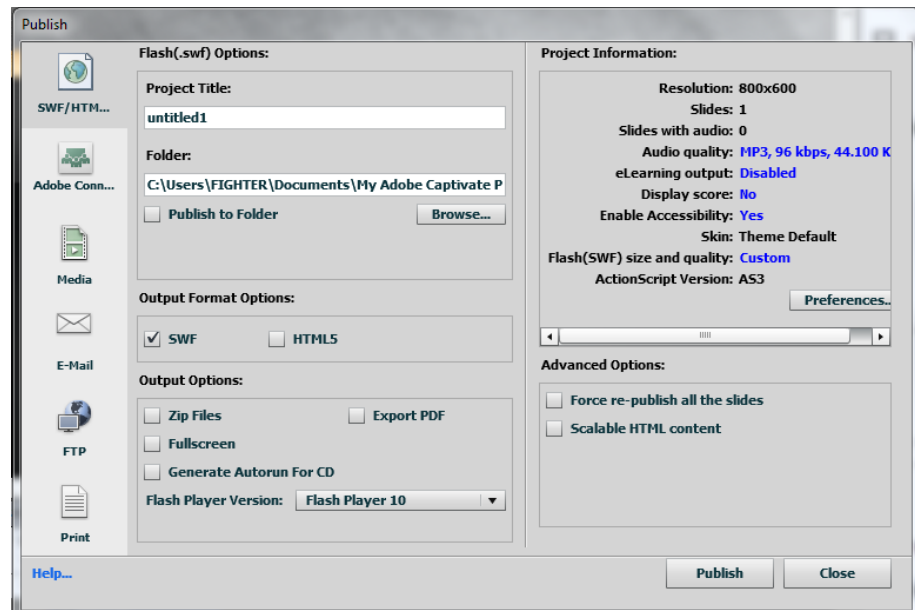 Publish
SWF/HTM...
Adobe Conn...
Media
E-Mail
FTP
Print
Flash(.swf) Options:
Project Title:
untitled1
Folder:
C:\Users\FIGHTER\Documents\My Adobe Captivate P
Publish to Folder
Browse...
Output Format Options:
SWF
HTML5
Output Options:
Zip Files
Export PDF
Fullscreen
Generate Autorun For CD
Flash Player Version: Flash Player 10
Project Information:
Resolution: 800x600
Slides: 1
Slides with audio: 0
Audio quality: MP3, 96 kbps, 44.100 K
eLearning output: Disabled
Display score: No
Enable Accessibility: Yes
Skin: Theme Default
Flash(SWF) size and quality: Custom
ActionScript Version: AS3
Preferences..
Advanced Options:
Force re-publish all the slides
Scalable HTML content
Help...
Publish
Close